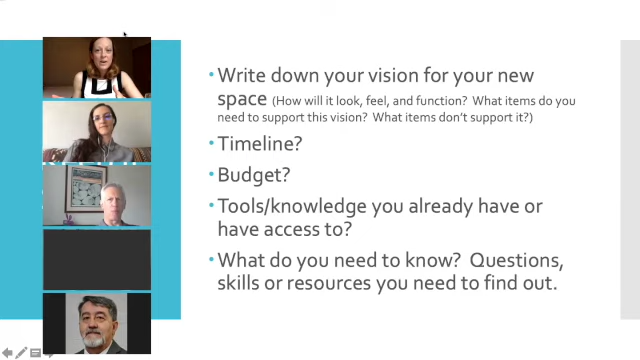 • Write down your vision for your new
space (How will it look, feel, and function? What items do you
need to support this vision? What items don't support it?)
• Timeline?
• Budget?
• Tools/knowledge you already have or
have access to?
• What do you need to know? Questions,
skills or resources you need to find out.